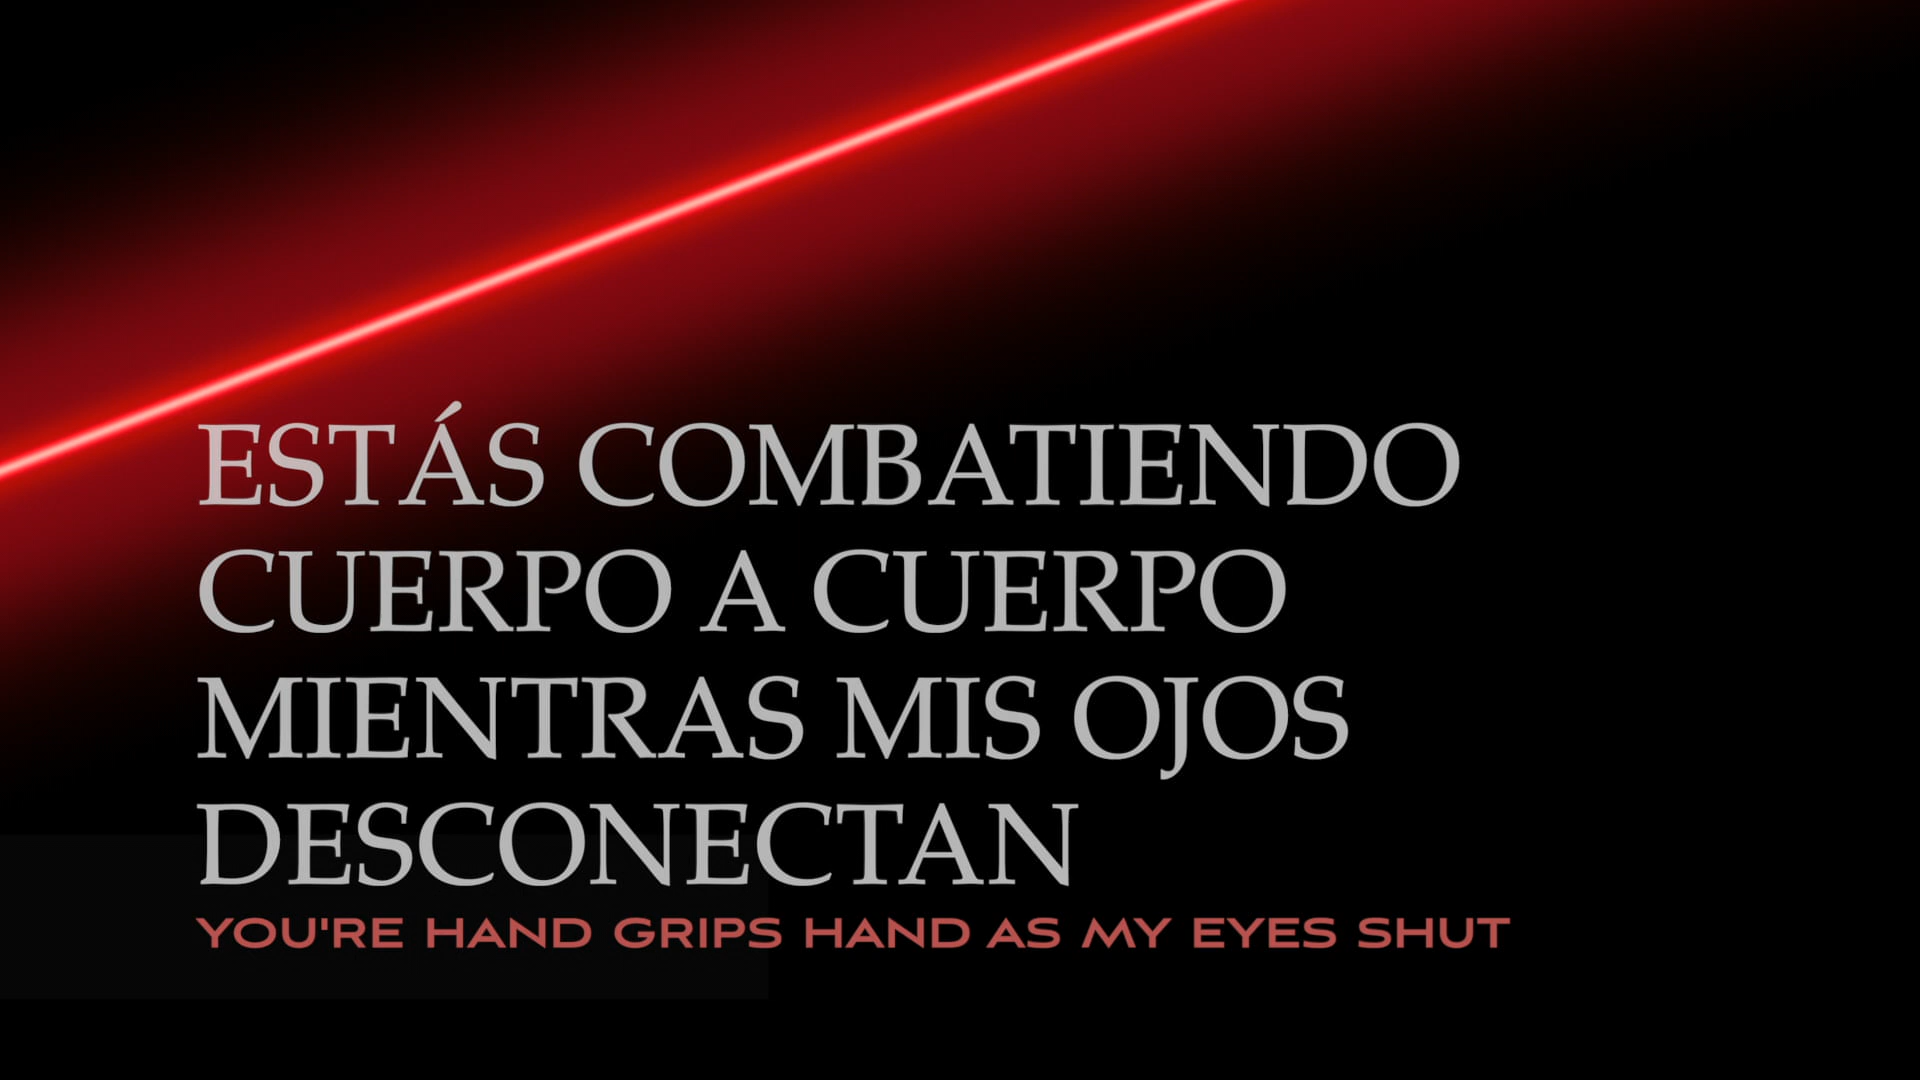 ESTÁS COMBATIENDO
CUERPO A CUERPO
MIENTRAS MIS OJOS
DESCONECTAN
YOU'RE HAND GRIPS HAND AS MY EYES SHUT